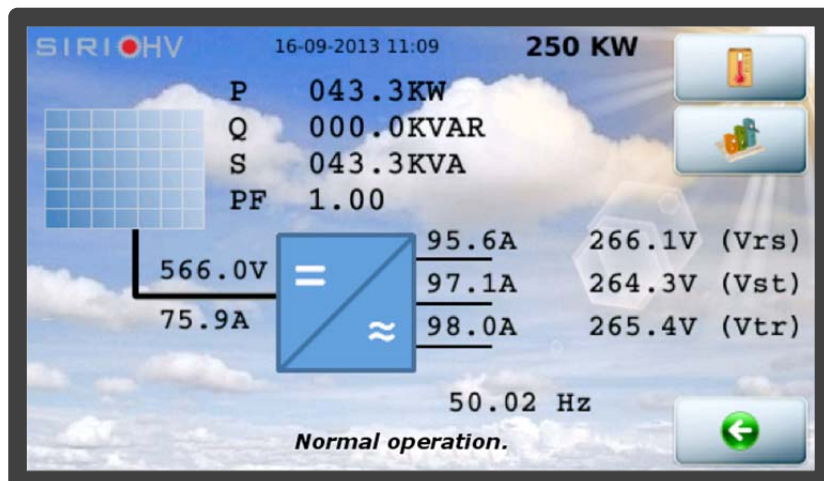 SIRIO HV 16-09-2013 11:09 250 KW
P 043.3KW
Q 000.0KVAR
S 043.3KVA
PF 1.00
95.6A 266.1V (Vrs)
566.0V 97.1A 264.3V (Vst)
75.9A 98.0A 265.4V (Vtr)
50.02 Hz
Normal operation.